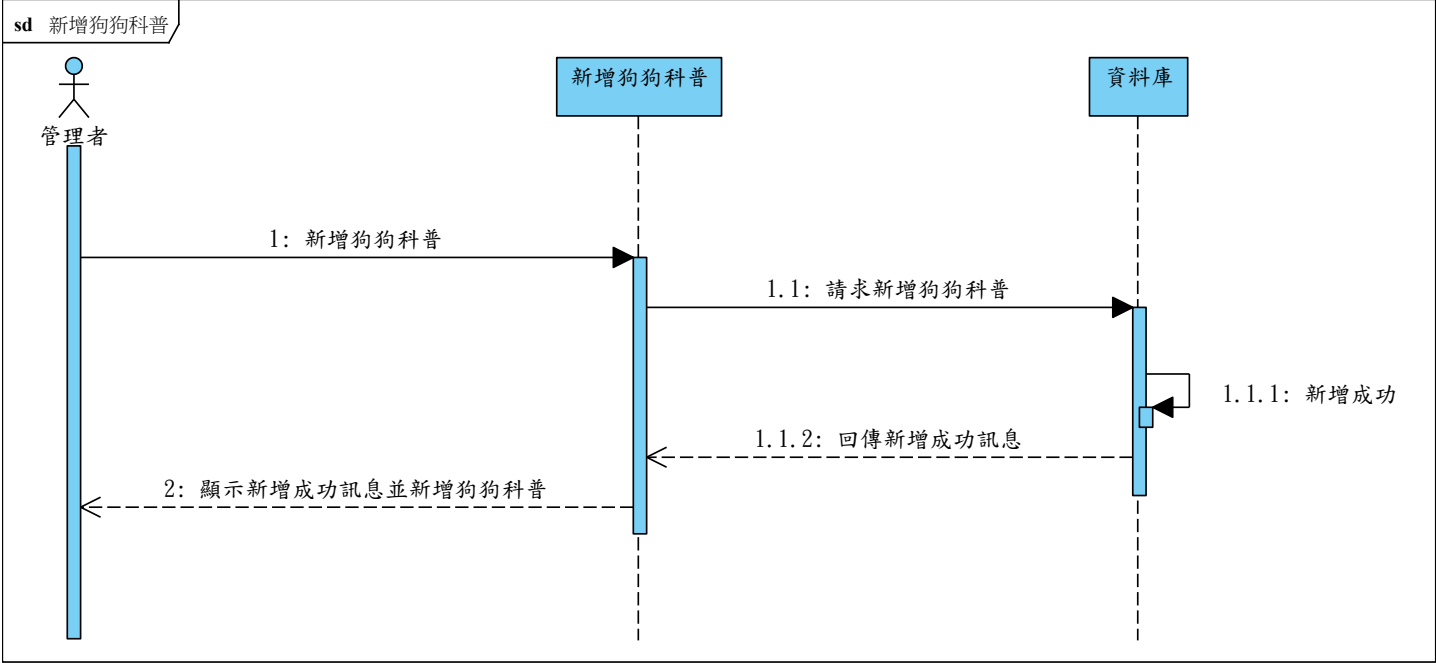 sd 新增狗狗科普
管理者
新增狗狗科普
資料庫
1: 新增狗狗科普
1.1: 請求新增狗狗科普
1.1.1: 新增成功
1.1.2: 回傳新增成功訊息
2: 顯示新增成功訊息並新增狗狗科普